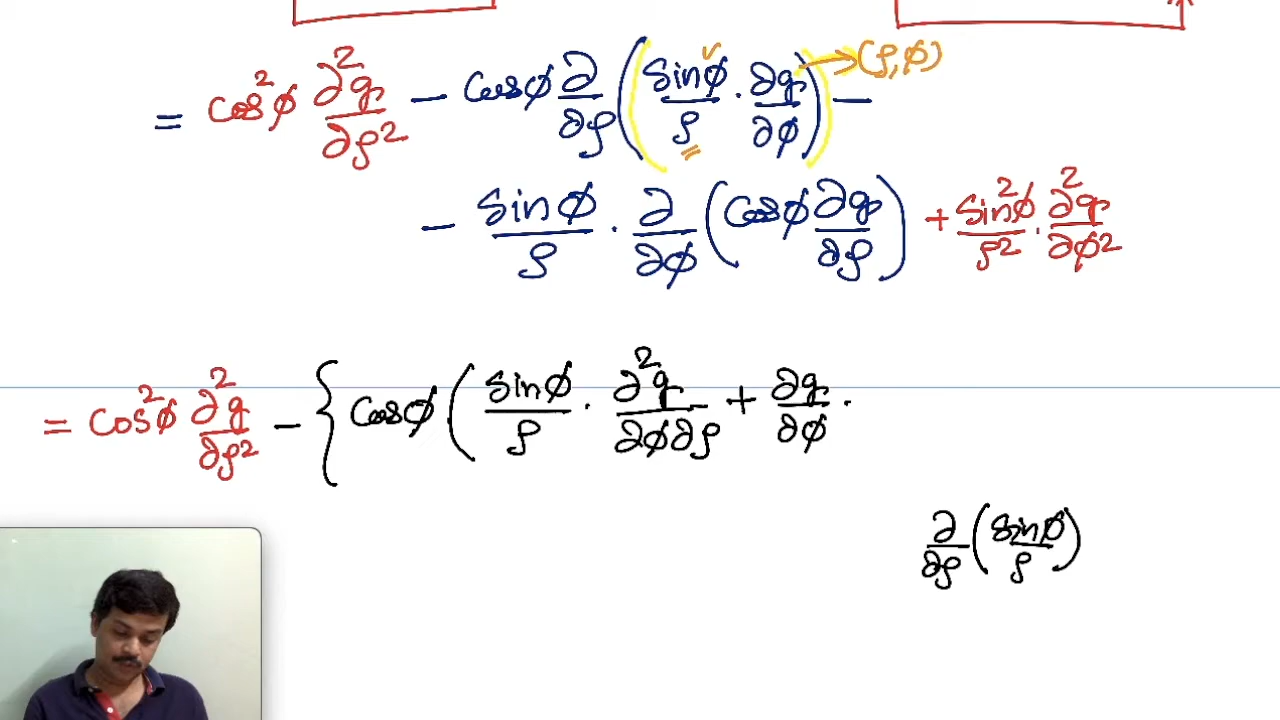 = cos²φ ∂²g/∂ρ² − cosφ ∂/∂ρ (sinφ/ρ · ∂g/∂φ) − → (ρ,φ)
− sinφ/ρ · ∂/∂φ (cosφ ∂g/∂ρ) + sin²φ/ρ² · ∂²g/∂φ²
= cos²φ ∂²g/∂ρ² − { cosφ ( sinφ/ρ · ∂²g/∂φ∂ρ + ∂g/∂φ ·
∂/∂ρ (sinφ/ρ)